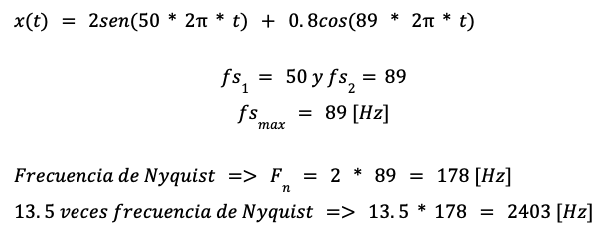 x(t) = 2sen(50 * 2π * t) + 0.8cos(89 * 2π * t)
fs₁ = 50 y fs₂ = 89
fs_max = 89 [Hz]
Frecuencia de Nyquist => Fₙ = 2 * 89 = 178 [Hz]
13.5 veces frecuencia de Nyquist => 13.5 * 178 = 2403 [Hz]